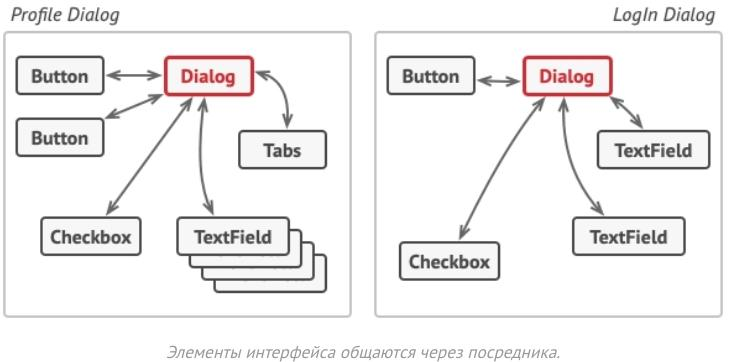 Profile Dialog
Button
Dialog
Button
Tabs
Checkbox
TextField
LogIn Dialog
Button
Dialog
TextField
TextField
Checkbox
Элементы интерфейса общаются через посредника.